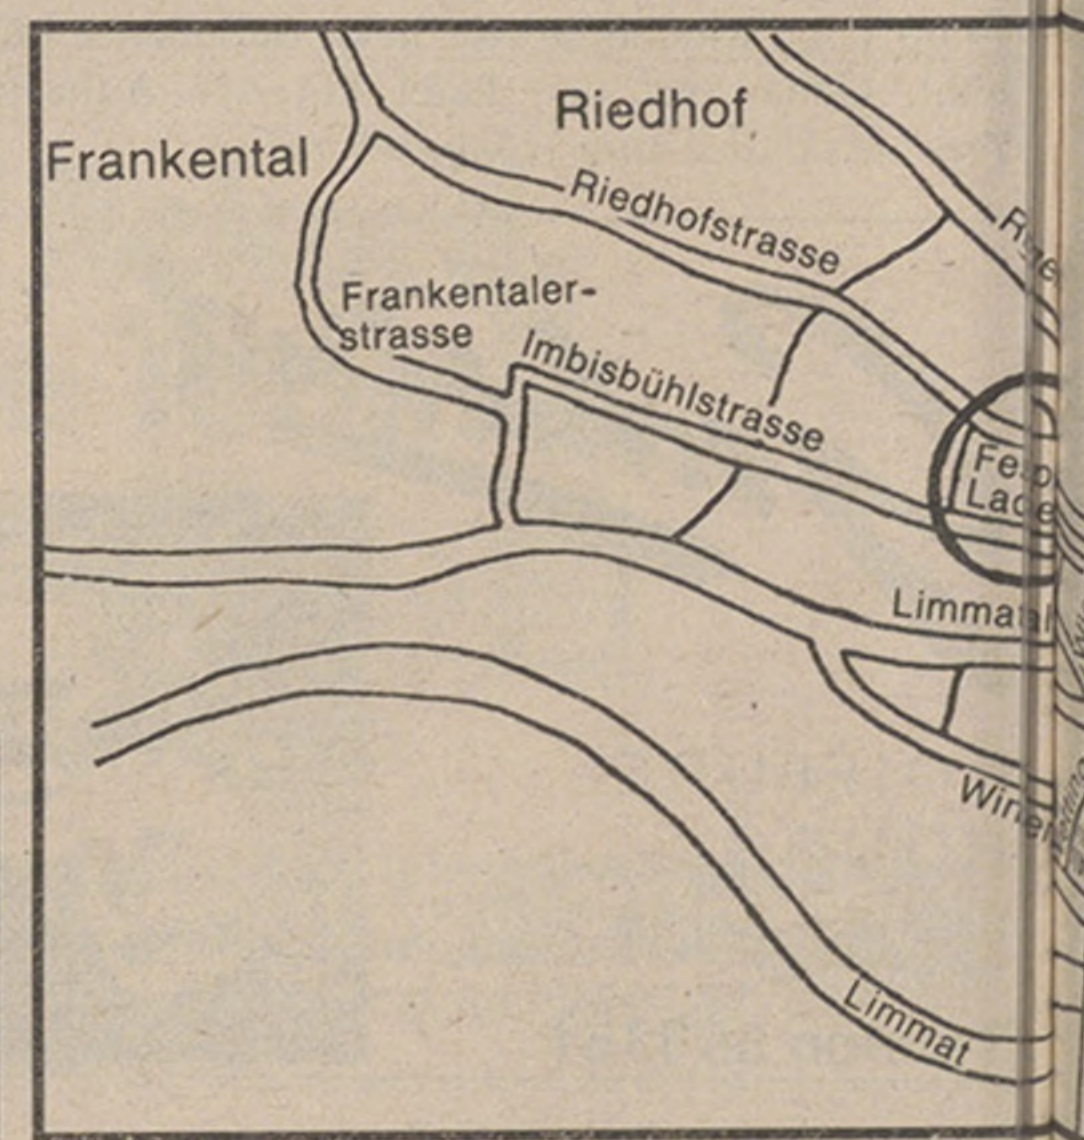 Riedhof
Frankental
Riedhofstrasse
Frankentaler-
strasse
Imbisbühlstrasse
Limmat